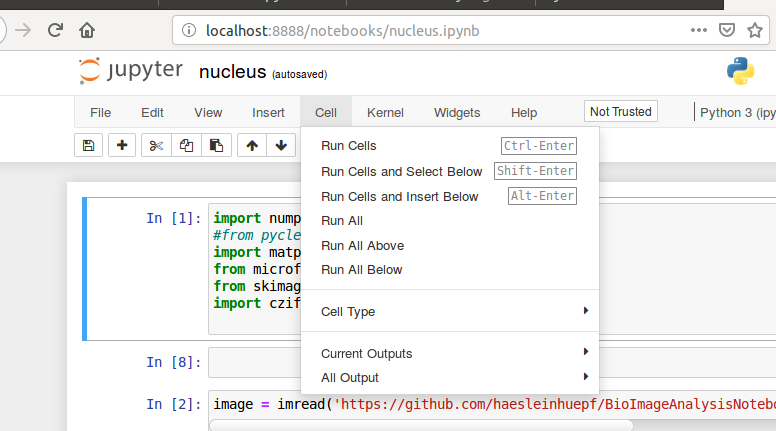 localhost:8888/notebooks/nucleus.ipynb
jupyter nucleus (autosaved)
File Edit View Insert Cell Kernel Widgets Help Not Trusted Python 3 (ipy
Run Cells Ctrl-Enter
Run Cells and Select Below Shift-Enter
Run Cells and Insert Below Alt-Enter
Run All
Run All Above
Run All Below
Cell Type
Current Outputs
All Output
In [1]: import nump
#from pycle
import matp
from microf
from skimag
import czif
In [8]:
In [2]: image = imread('https://github.com/haesleinhuepf/BioImageAnalysisNotebo